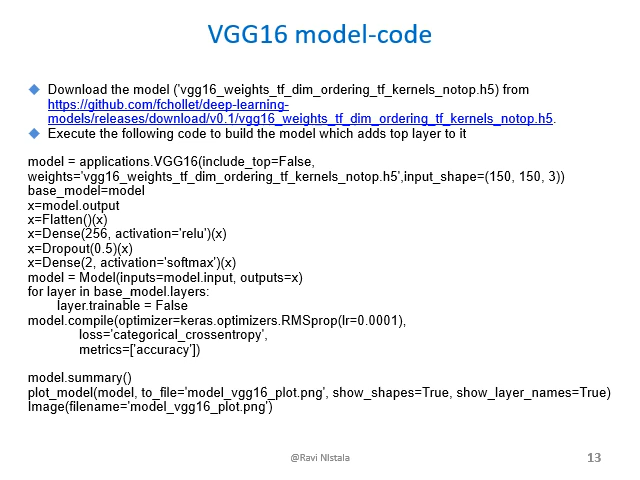 VGG16 model-code
Download the model ('vgg16_weights_tf_dim_ordering_tf_kernels_notop.h5) from
https://github.com/fchollet/deep-learning-
models/releases/download/v0.1/vgg16_weights_tf_dim_ordering_tf_kernels_notop.h5.
Execute the following code to build the model which adds top layer to it
model = applications.VGG16(include_top=False,
weights='vgg16_weights_tf_dim_ordering_tf_kernels_notop.h5',input_shape=(150, 150, 3))
base_model=model
x=model.output
x=Flatten()(x)
x=Dense(256, activation='relu')(x)
x=Dropout(0.5)(x)
x=Dense(2, activation='softmax')(x)
model = Model(inputs=model.input, outputs=x)
for layer in base_model.layers:
layer.trainable = False
model.compile(optimizer=keras.optimizers.RMSprop(lr=0.0001),
loss='categorical_crossentropy',
metrics=['accuracy'])
model.summary()
plot_model(model, to_file='model_vgg16_plot.png', show_shapes=True, show_layer_names=True)
Image(filename='model_vgg16_plot.png')
@Ravi NIstala
13